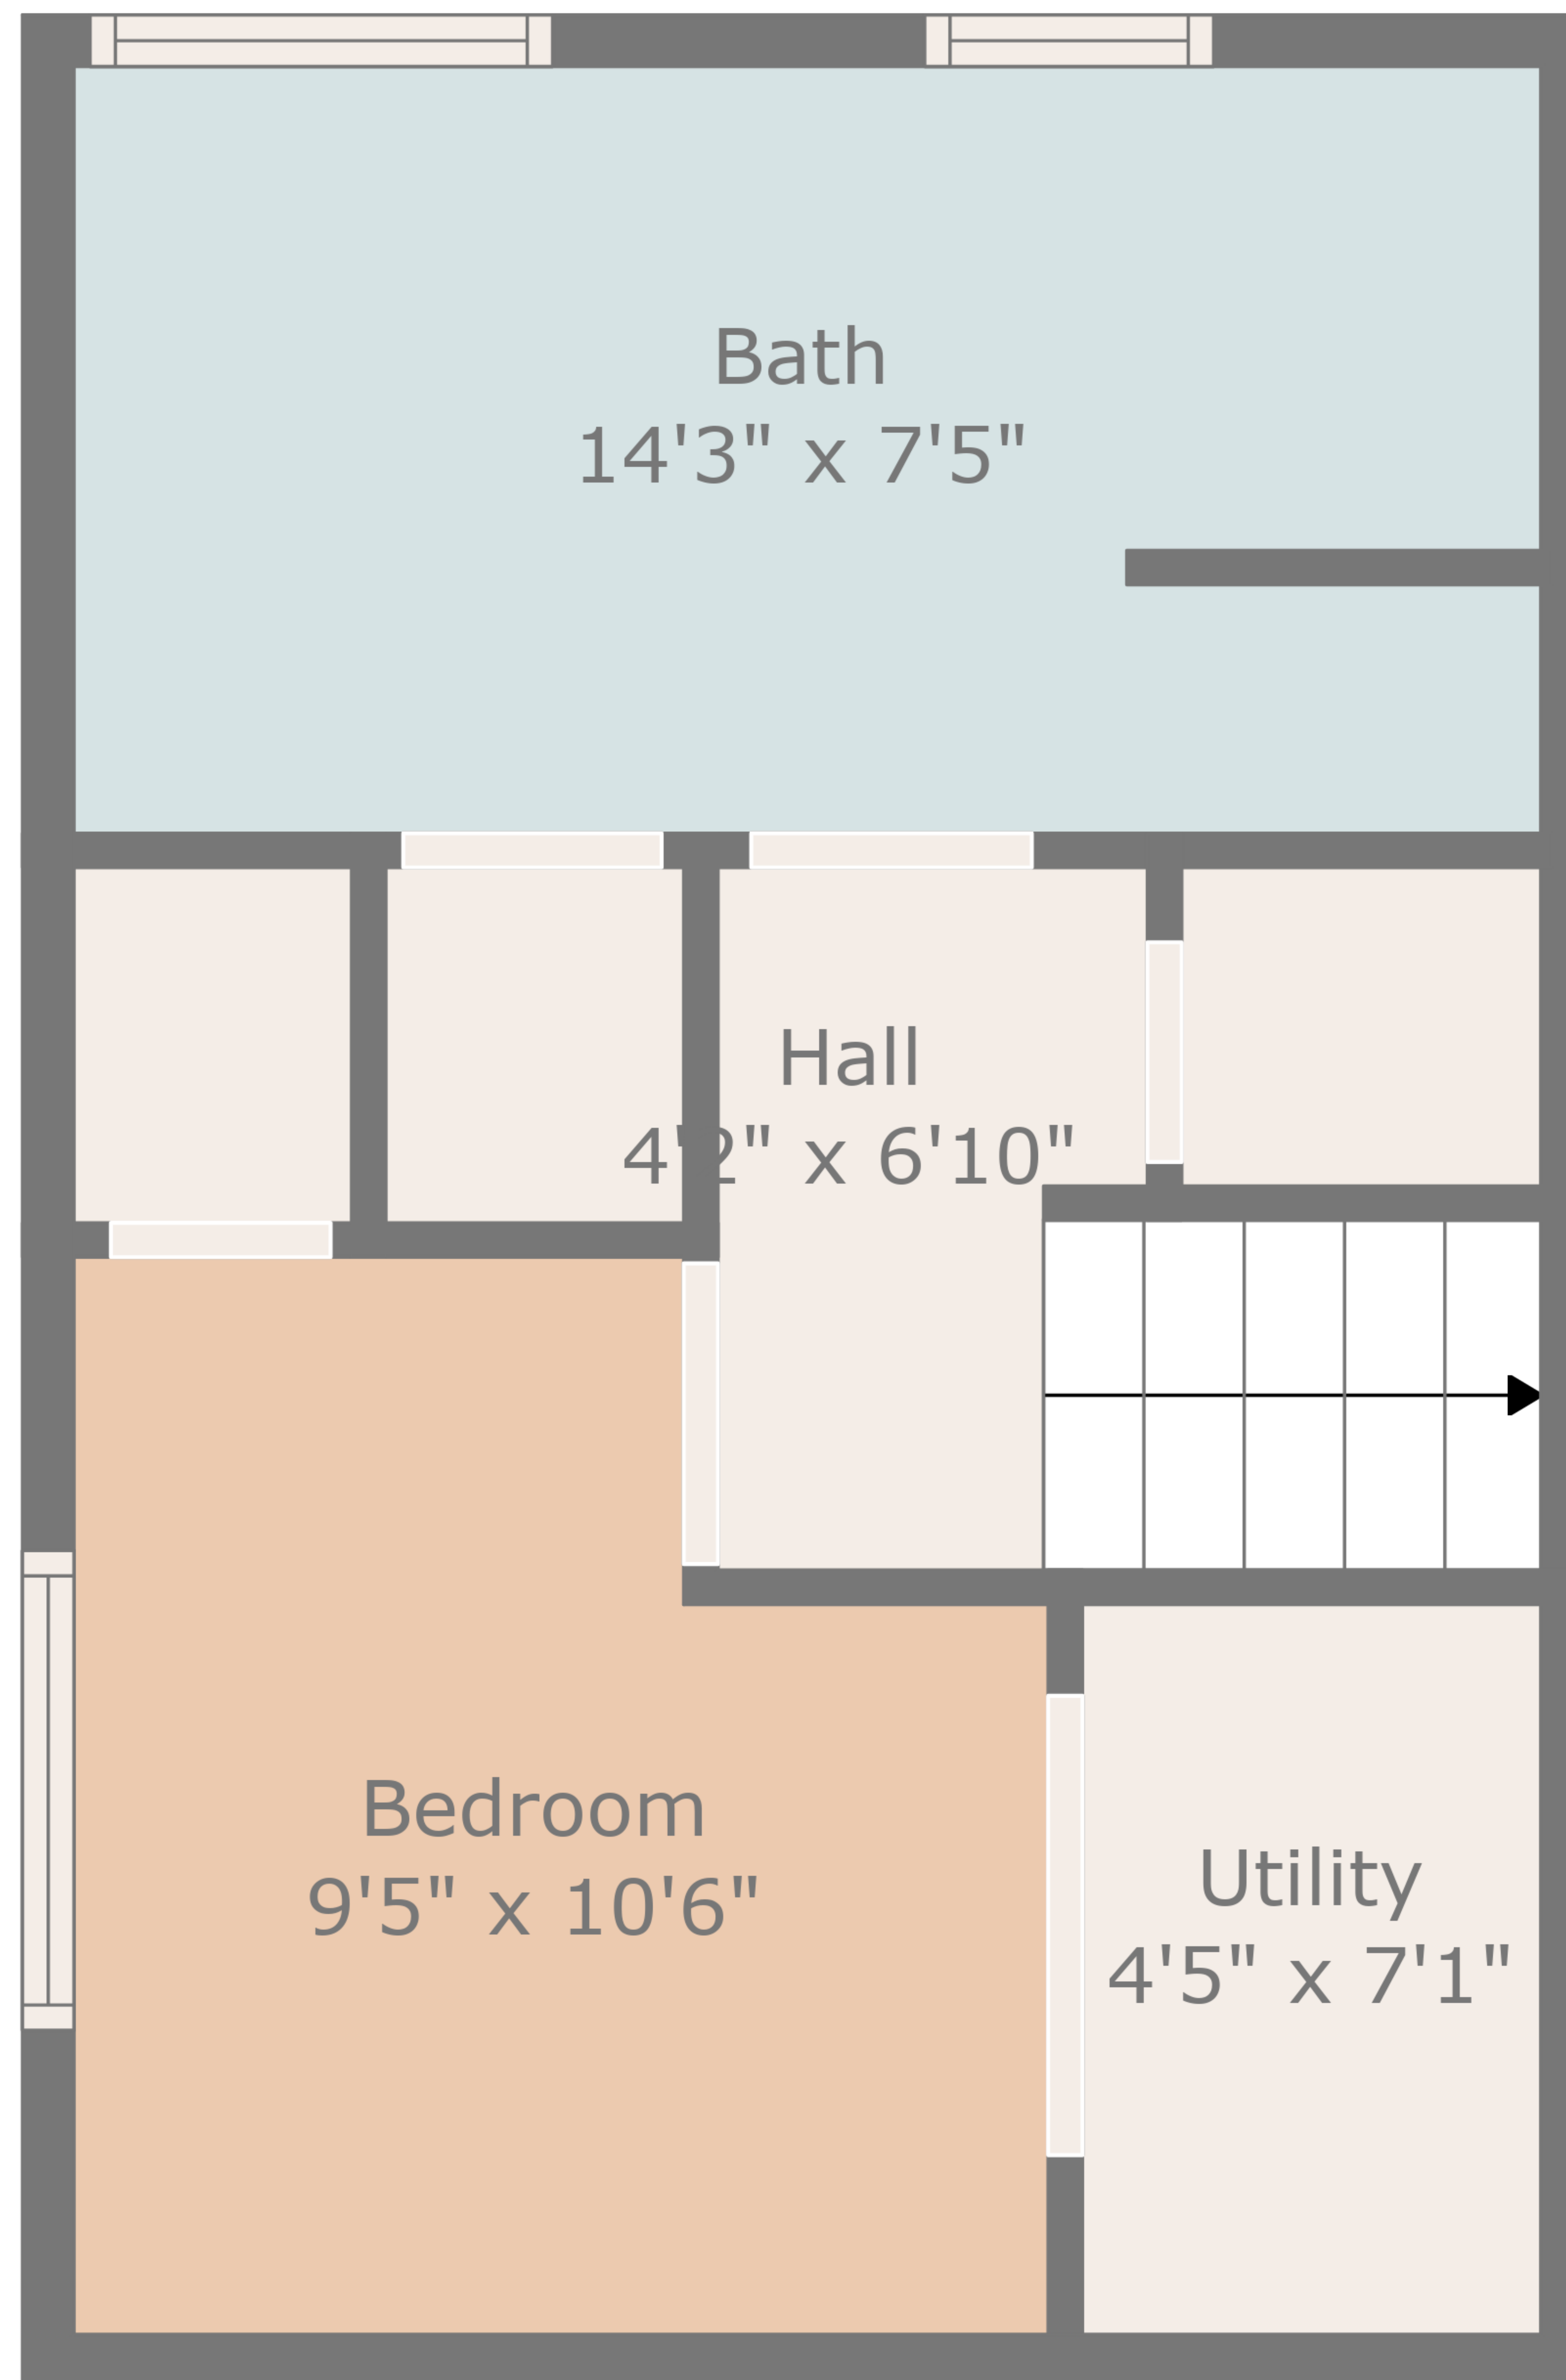 Bath
14'3" x 7'5"
Hall
4'2" x 6'10"
Bedroom
9'5" x 10'6"
Utility
4'5" x 7'1"